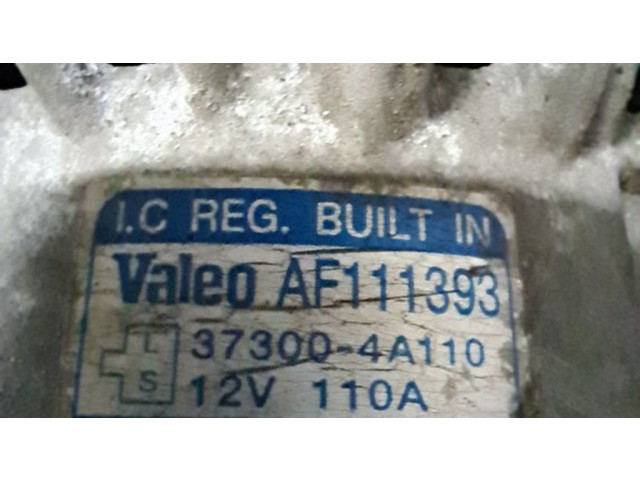 I.C REG. BUILT IN
Valeo AF111393
L 37300-4A110
S 12V 110A